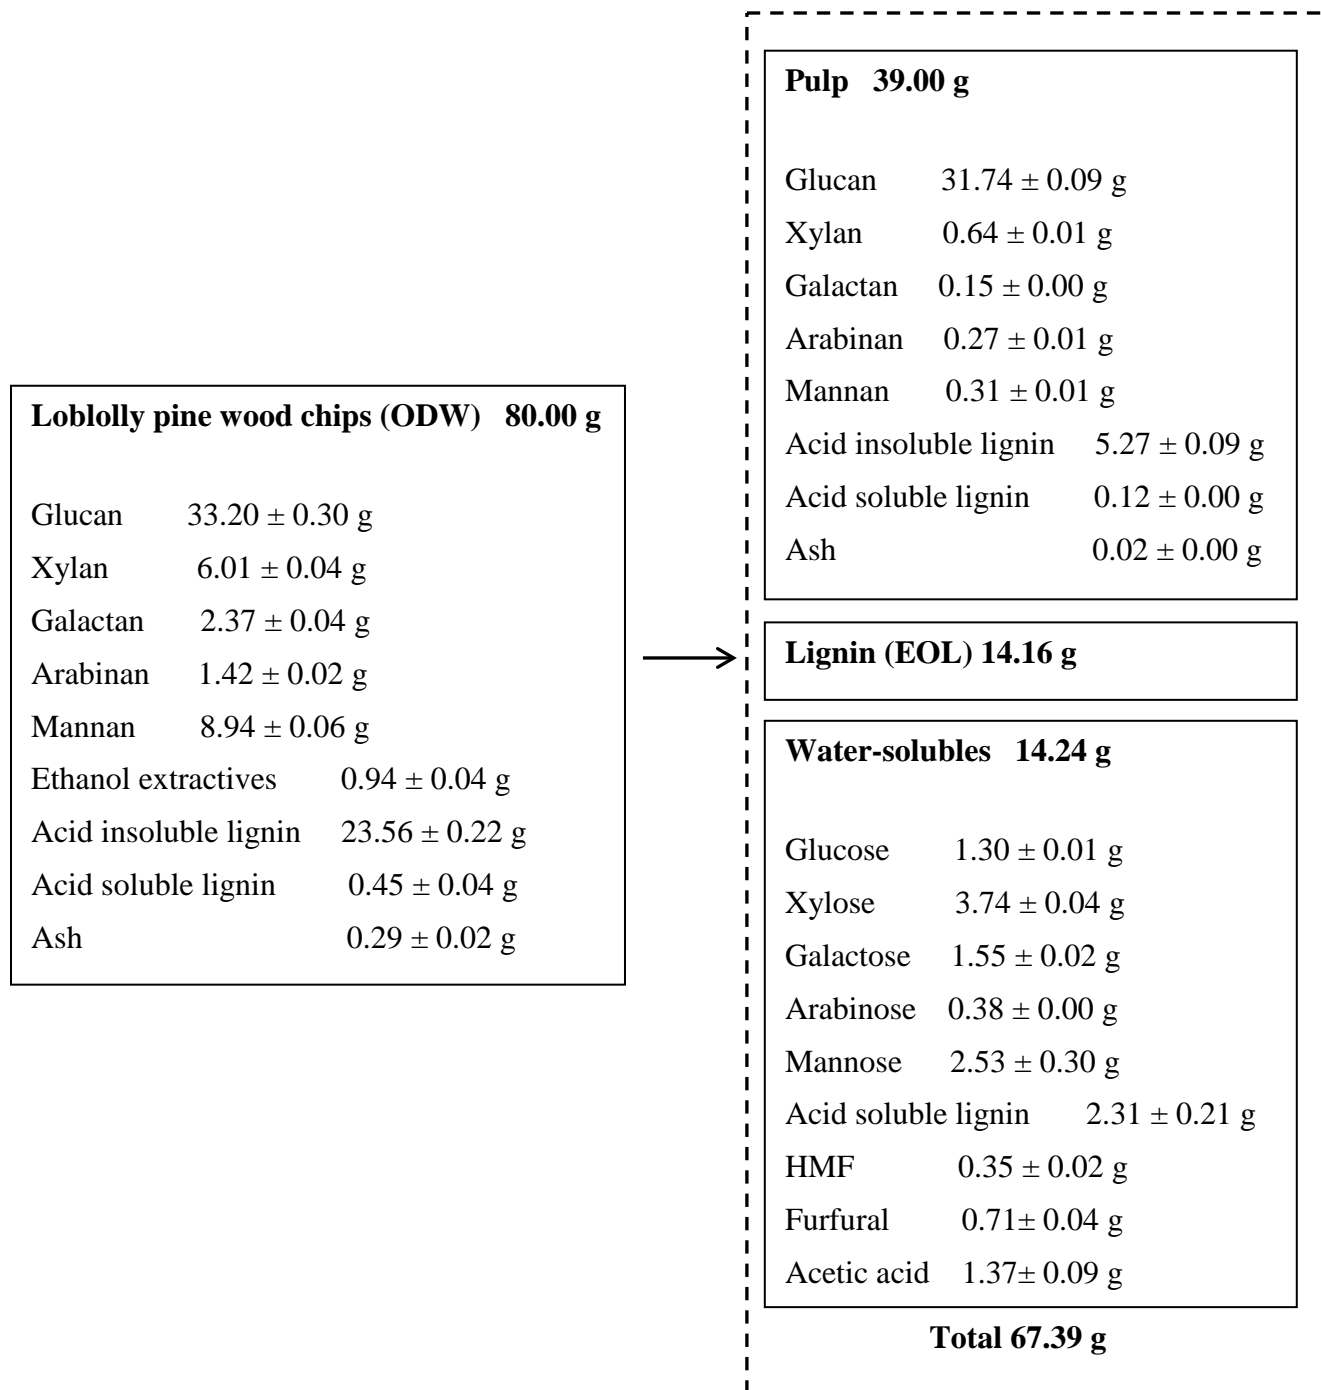 Loblolly pine wood chips (ODW) 80.00 g
Glucan 33.20 ± 0.30 g
Xylan 6.01 ± 0.04 g
Galactan 2.37 ± 0.04 g
Arabinan 1.42 ± 0.02 g
Mannan 8.94 ± 0.06 g
Ethanol extractives 0.94 ± 0.04 g
Acid insoluble lignin 23.56 ± 0.22 g
Acid soluble lignin 0.45 ± 0.04 g
Ash 0.29 ± 0.02 g
Pulp 39.00 g
Glucan 31.74 ± 0.09 g
Xylan 0.64 ± 0.01 g
Galactan 0.15 ± 0.00 g
Arabinan 0.27 ± 0.01 g
Mannan 0.31 ± 0.01 g
Acid insoluble lignin 5.27 ± 0.09 g
Acid soluble lignin 0.12 ± 0.00 g
Ash 0.02 ± 0.00 g
Lignin (EOL) 14.16 g
Water-solubles 14.24 g
Glucose 1.30 ± 0.01 g
Xylose 3.74 ± 0.04 g
Galactose 1.55 ± 0.02 g
Arabinose 0.38 ± 0.00 g
Mannose 2.53 ± 0.30 g
Acid soluble lignin 2.31 ± 0.21 g
HMF 0.35 ± 0.02 g
Furfural 0.71± 0.04 g
Acetic acid 1.37± 0.09 g
Total 67.39 g